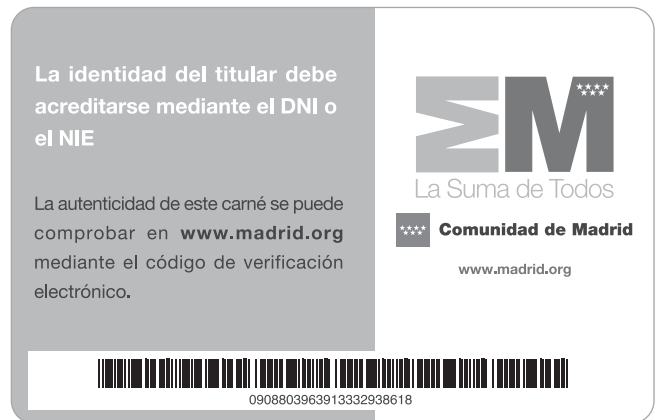 La identidad del titular debe
acreditarse mediante el DNI o
el NIE
La autenticidad de este carné se puede
comprobar en www.madrid.org
mediante el código de verificación
electrónico.
ΣM
La Suma de Todos
Comunidad de Madrid
www.madrid.org
0908803963913332938618